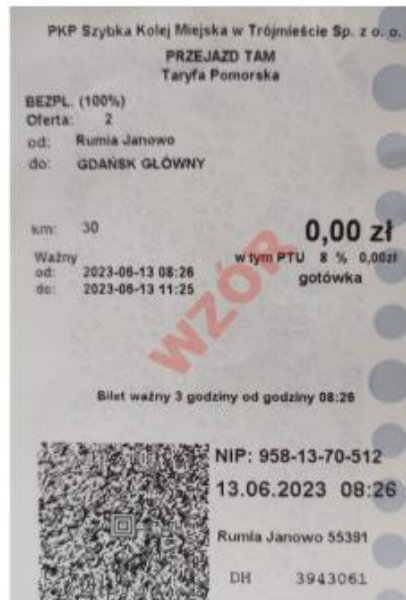 PKP Szybka Kolej Miejska w Trójmieście Sp. z o. o.
PRZEJAZD TAM
Taryfa Pomorska
BEZPŁ. (100%)
Oferta: 2
od: Rumia Janowo
do: GDAŃSK GŁÓWNY
km: 30
0,00 zł
Ważny
w tym PTU 8 % 0,00zł
od: 2023-06-13 08:26
gotówka
do: 2023-06-13 11:25
WZÓR
Bilet ważny 3 godziny od godziny 08:26
NIP: 958-13-70-512
13.06.2023 08:26
Rumia Janowo 55391
DH 3943061